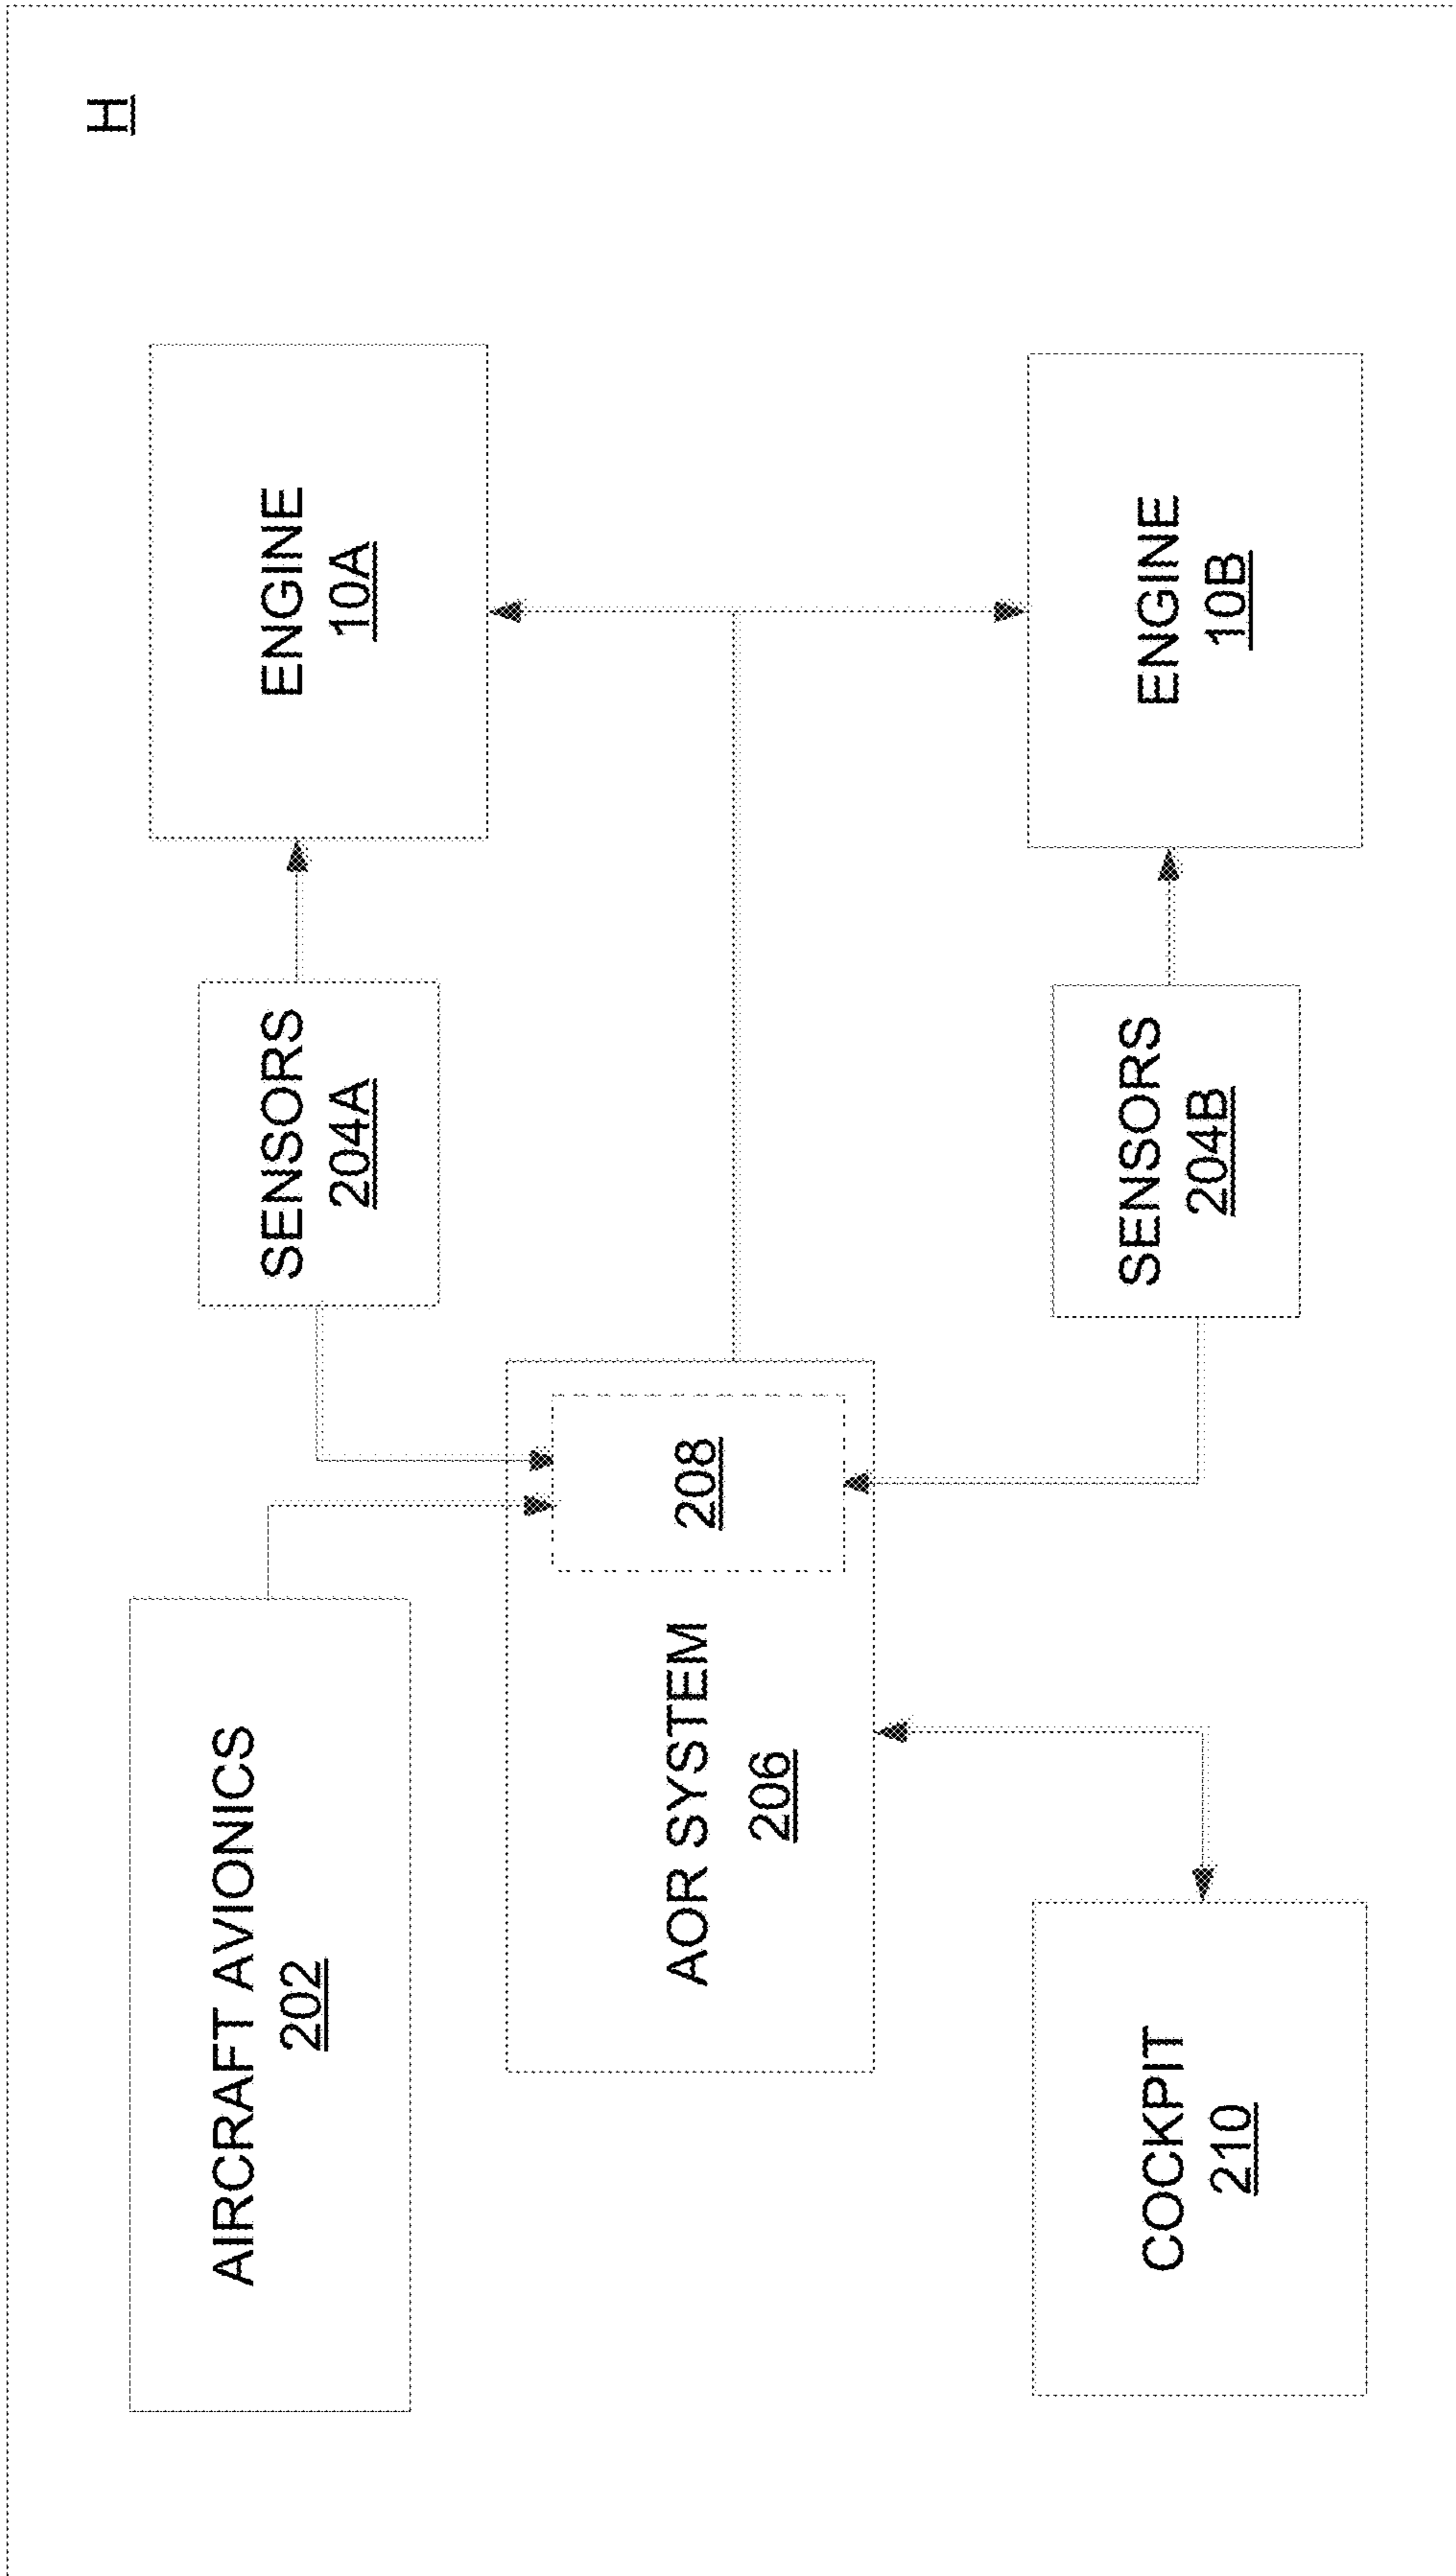 H
AIRCRAFT AVIONICS
202
SENSORS
204A
ENGINE
10A
AOR SYSTEM
206
208
COCKPIT
210
SENSORS
204B
ENGINE
10B